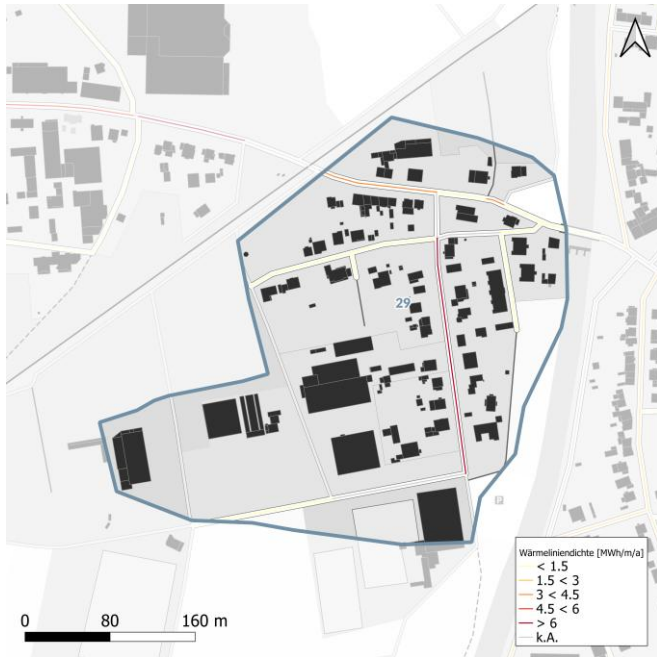 29
P
Wärmeliniendichte [MWh/m/a]
< 1.5
1.5 < 3
3 < 4.5
4.5 < 6
> 6
k.A.
0 80 160 m